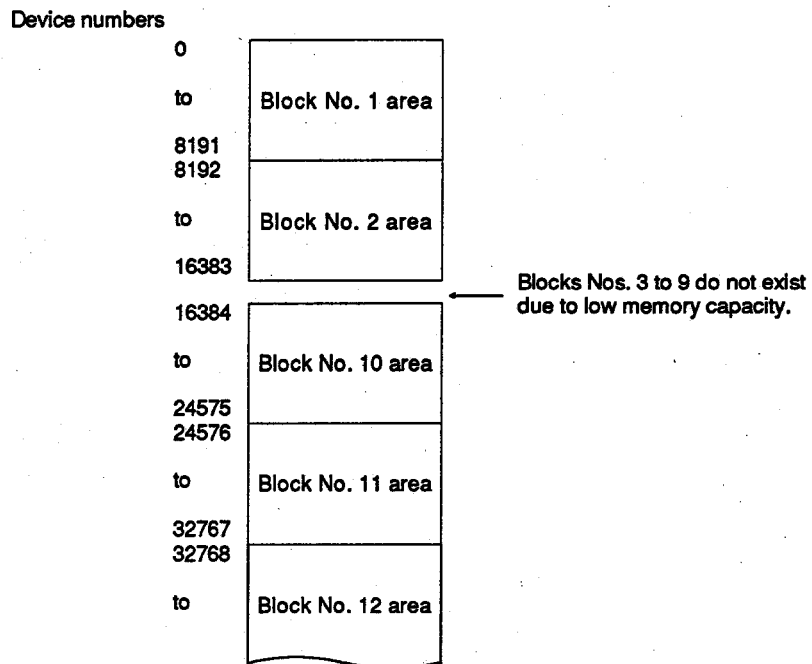 Device numbers
0
to
8191
Block No. 1 area
8192
to
16383
Block No. 2 area
Blocks Nos. 3 to 9 do not exist
due to low memory capacity.
16384
to
24575
Block No. 10 area
24576
to
32767
Block No. 11 area
32768
to
Block No. 12 area